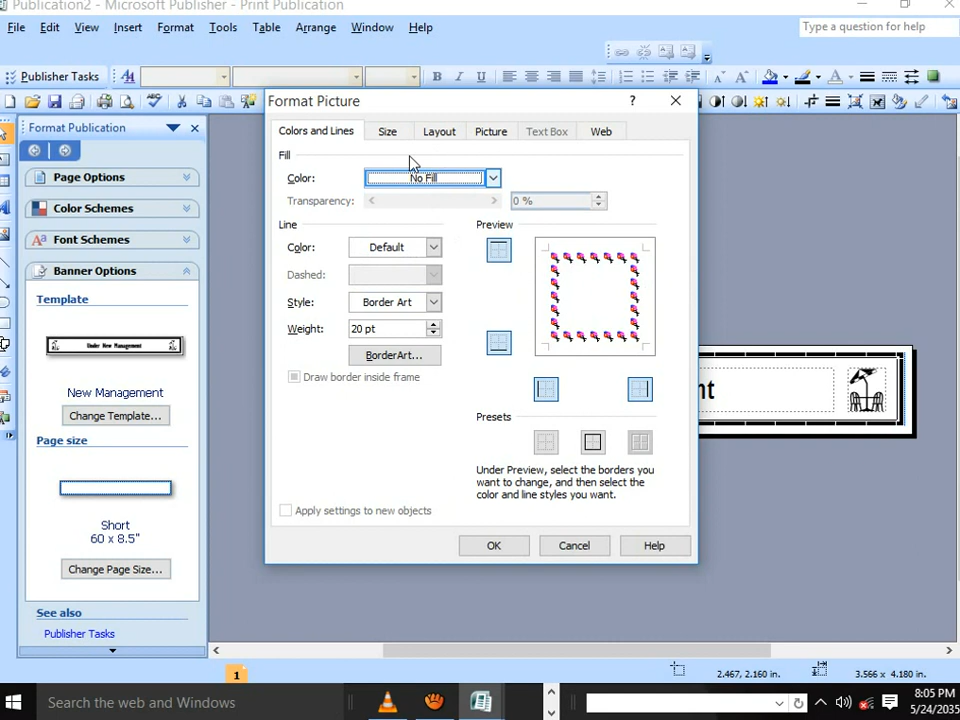 Publication2 - Microsoft Publisher - Print Publication
File Edit View Insert Format Tools Table Arrange Window Help
Type a question for help
Publisher Tasks
Format Publication
Page Options
Color Schemes
Font Schemes
Banner Options
Template
Under New Management
New Management
Change Template...
Page size
Short
60 x 8.5"
Change Page Size...
See also
Publisher Tasks
Format Picture
Colors and Lines Size Layout Picture Text Box Web
Fill
Color: No Fill
Transparency: 0 %
Line
Color: Default
Dashed:
Style: Border Art
Weight: 20 pt
BorderArt...
Draw border inside frame
Preview
Presets
Under Preview, select the borders you
want to change, and then select the
color and line styles you want.
Apply settings to new objects
OK Cancel Help
nt
1
2.467, 2.160 in.
3.566 x 4.180 in.
Search the web and Windows
8:05 PM
5/24/2035